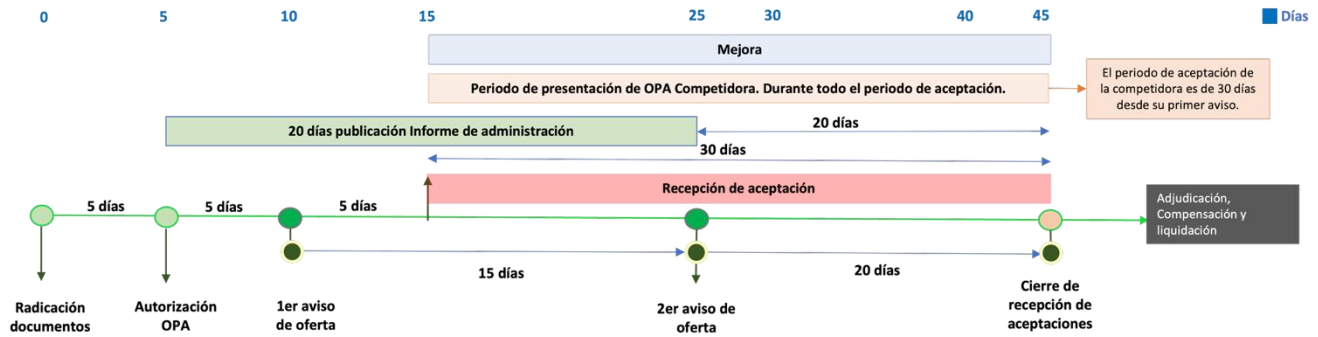 0 5 10 15 25 30 40 45 Días
Mejora
Periodo de presentación de OPA Competidora. Durante todo el periodo de aceptación.
El periodo de aceptación de
la competidora es de 30 días
desde su primer aviso.
20 días publicación Informe de administración
20 días
30 días
Recepción de aceptación
5 días 5 días 5 días
Adjudicación,
Compensación y
liquidación
15 días
20 días
Radicación
documentos
Autorización
OPA
1er aviso
de oferta
2er aviso de
oferta
Cierre de
recepción de
aceptaciones